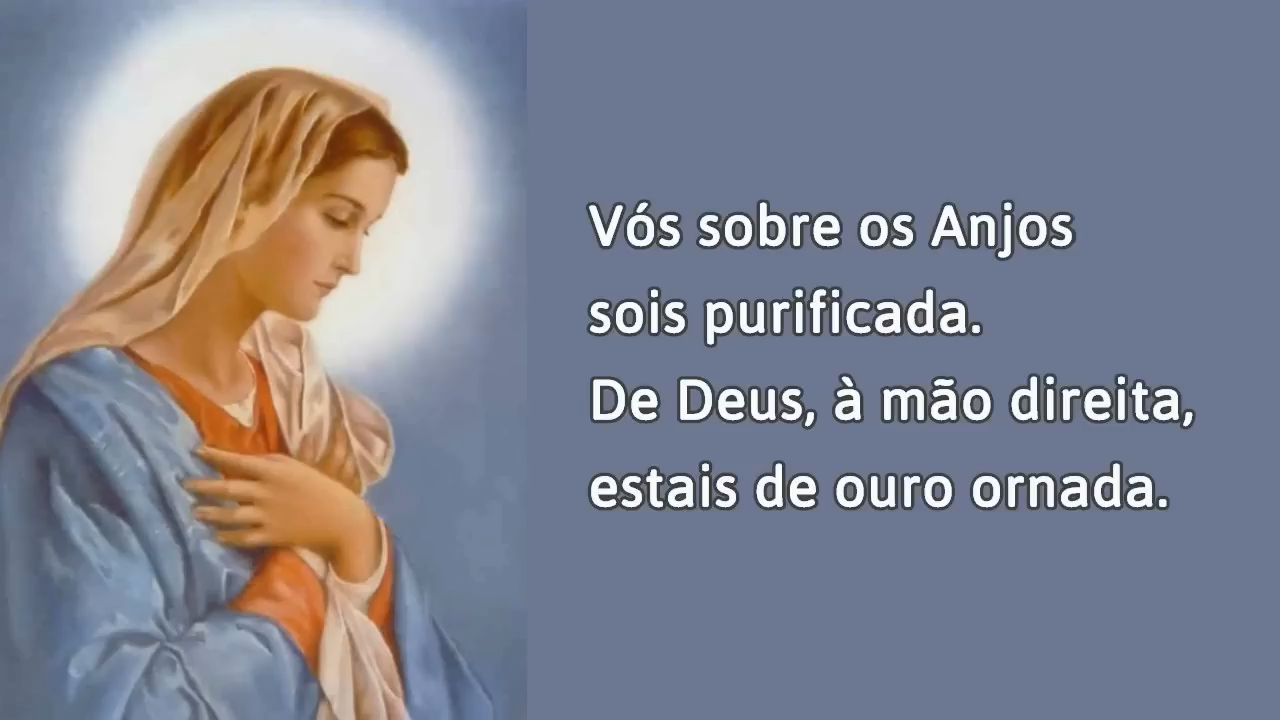 Vós sobre os Anjos
sois purificada.
De Deus, à mão direita,
estais de ouro ornada.